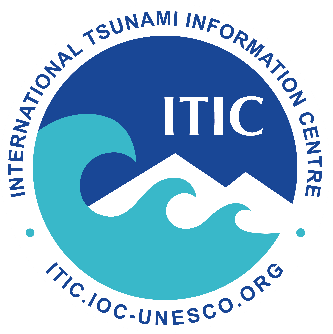 INTERNATIONAL TSUNAMI INFORMATION CENTRE
ITIC
ITIC.IOC-UNESCO.ORG